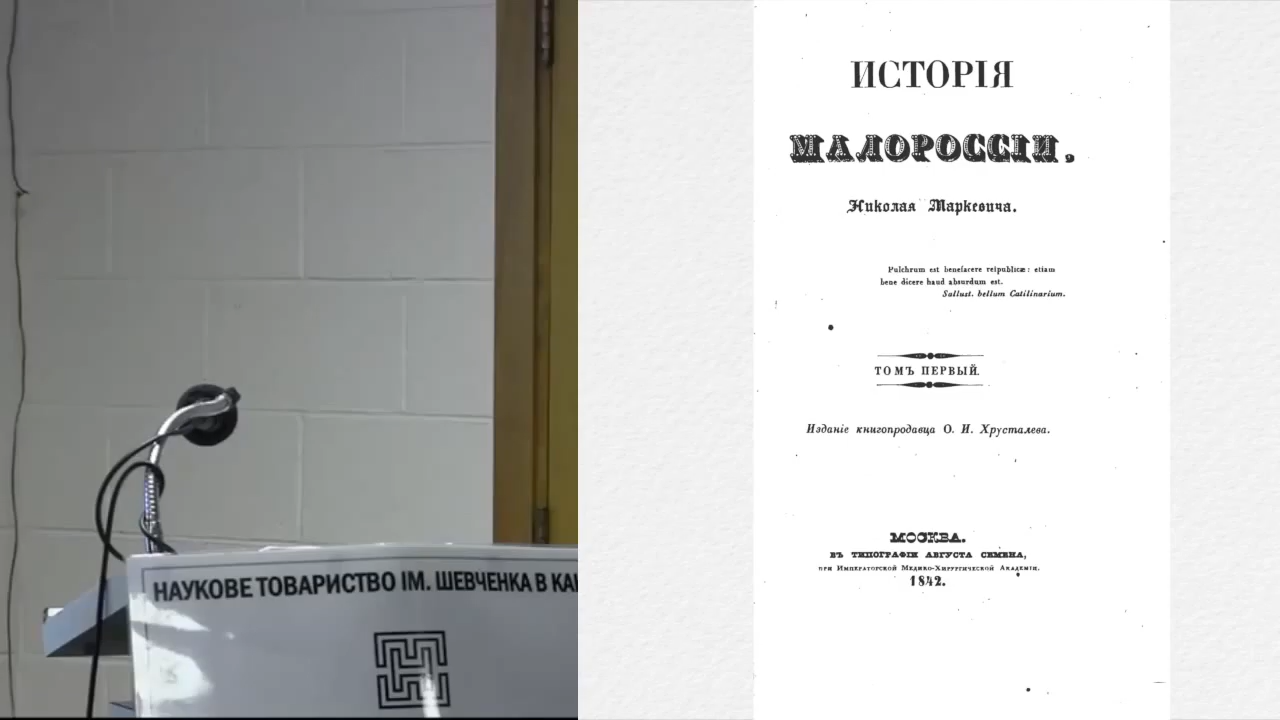 НАУКОВЕ ТОВАРИСТВО ІМ. ШЕВЧЕНКА В КА
ИСТОРІЯ
МАЛОРОССІИ,
Николая Маркевича.
Pulchrum est benefacere reipublicæ: etiam
bene dicere haud absurdum est.
Sallust. bellum Catilinarium.
ТОМЪ ПЕРВЫЙ.
Изданіе книгопродавца О. И. Хрусталева.
МОСКВА.
ВЪ ТИПОГРАФІИ АВГУСТА СЕМЕНА,
ПРИ ИМПЕРАТОРСКОЙ МЕДИКО-ХИРУРГИЧЕСКОЙ АКАДЕМІИ.
1842.